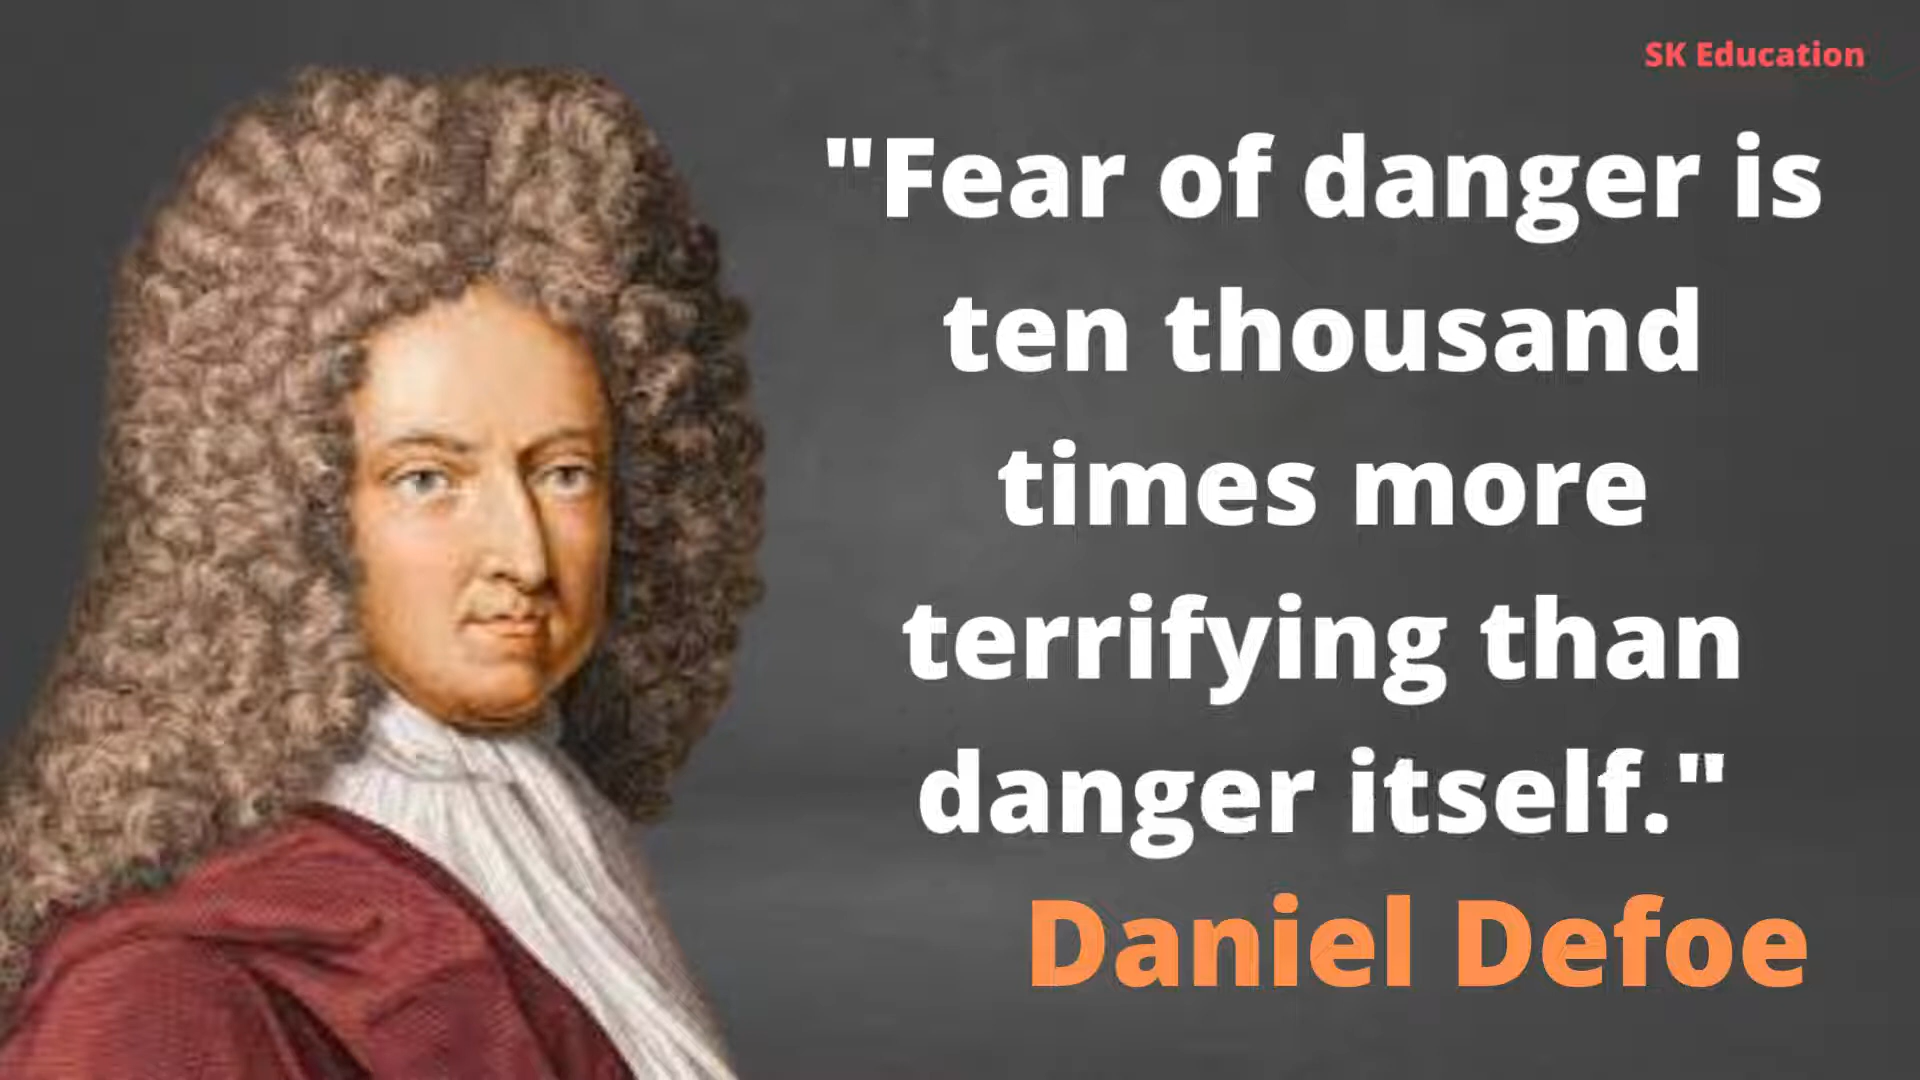 SK Education
"Fear of danger is
ten thousand
times more
terrifying than
danger itself."
Daniel Defoe